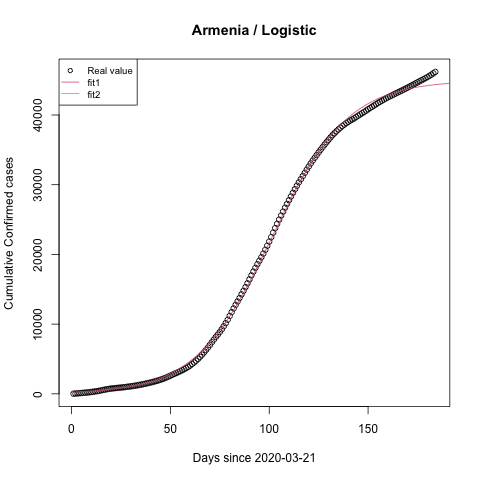 Armenia / Logistic
Real value
fit1
fit2
Cumulative Confirmed cases
40000
30000
20000
10000
0
0 50 100 150
Days since 2020-03-21